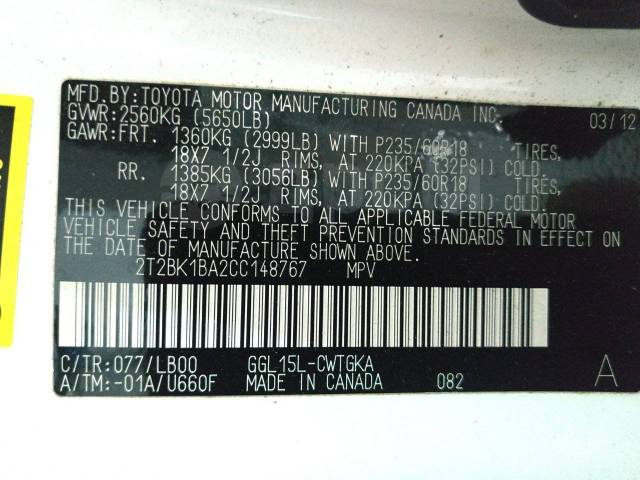 MFD.BY:TOYOTA MOTOR MANUFACTURING CANADA INC. 03/12
GVWR:2560KG (5650LB)
GAWR:FRT. 1360KG (2999LB) WITH P235/60R18 TIRES,
18X7 1/2J RIMS, AT 220KPA (32PSI) COLD.
RR. 1385KG (3056LB) WITH P235/60R18 TIRES,
18X7 1/2J RIMS, AT 220KPA (32PSI) COLD.
THIS VEHICLE CONFORMS TO ALL APPLICABLE FEDERAL MOTOR
VEHICLE SAFETY AND THEFT PREVENTION STANDARDS IN EFFECT ON
THE DATE OF MANUFACTURE SHOWN ABOVE.
2T2BK1BA2CC148767 MPV
C/TR:077/LB00 GGL15L-CWTGKA
A/TM:-01A/U660F MADE IN CANADA 082 A